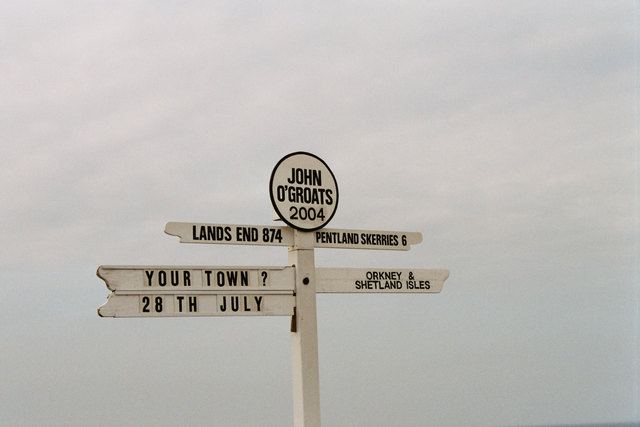 JOHN
O'GROATS
2004
LANDS END 874
PENTLAND SKERRIES 6
YOUR TOWN ?
28 TH JULY
ORKNEY &
SHETLAND ISLES